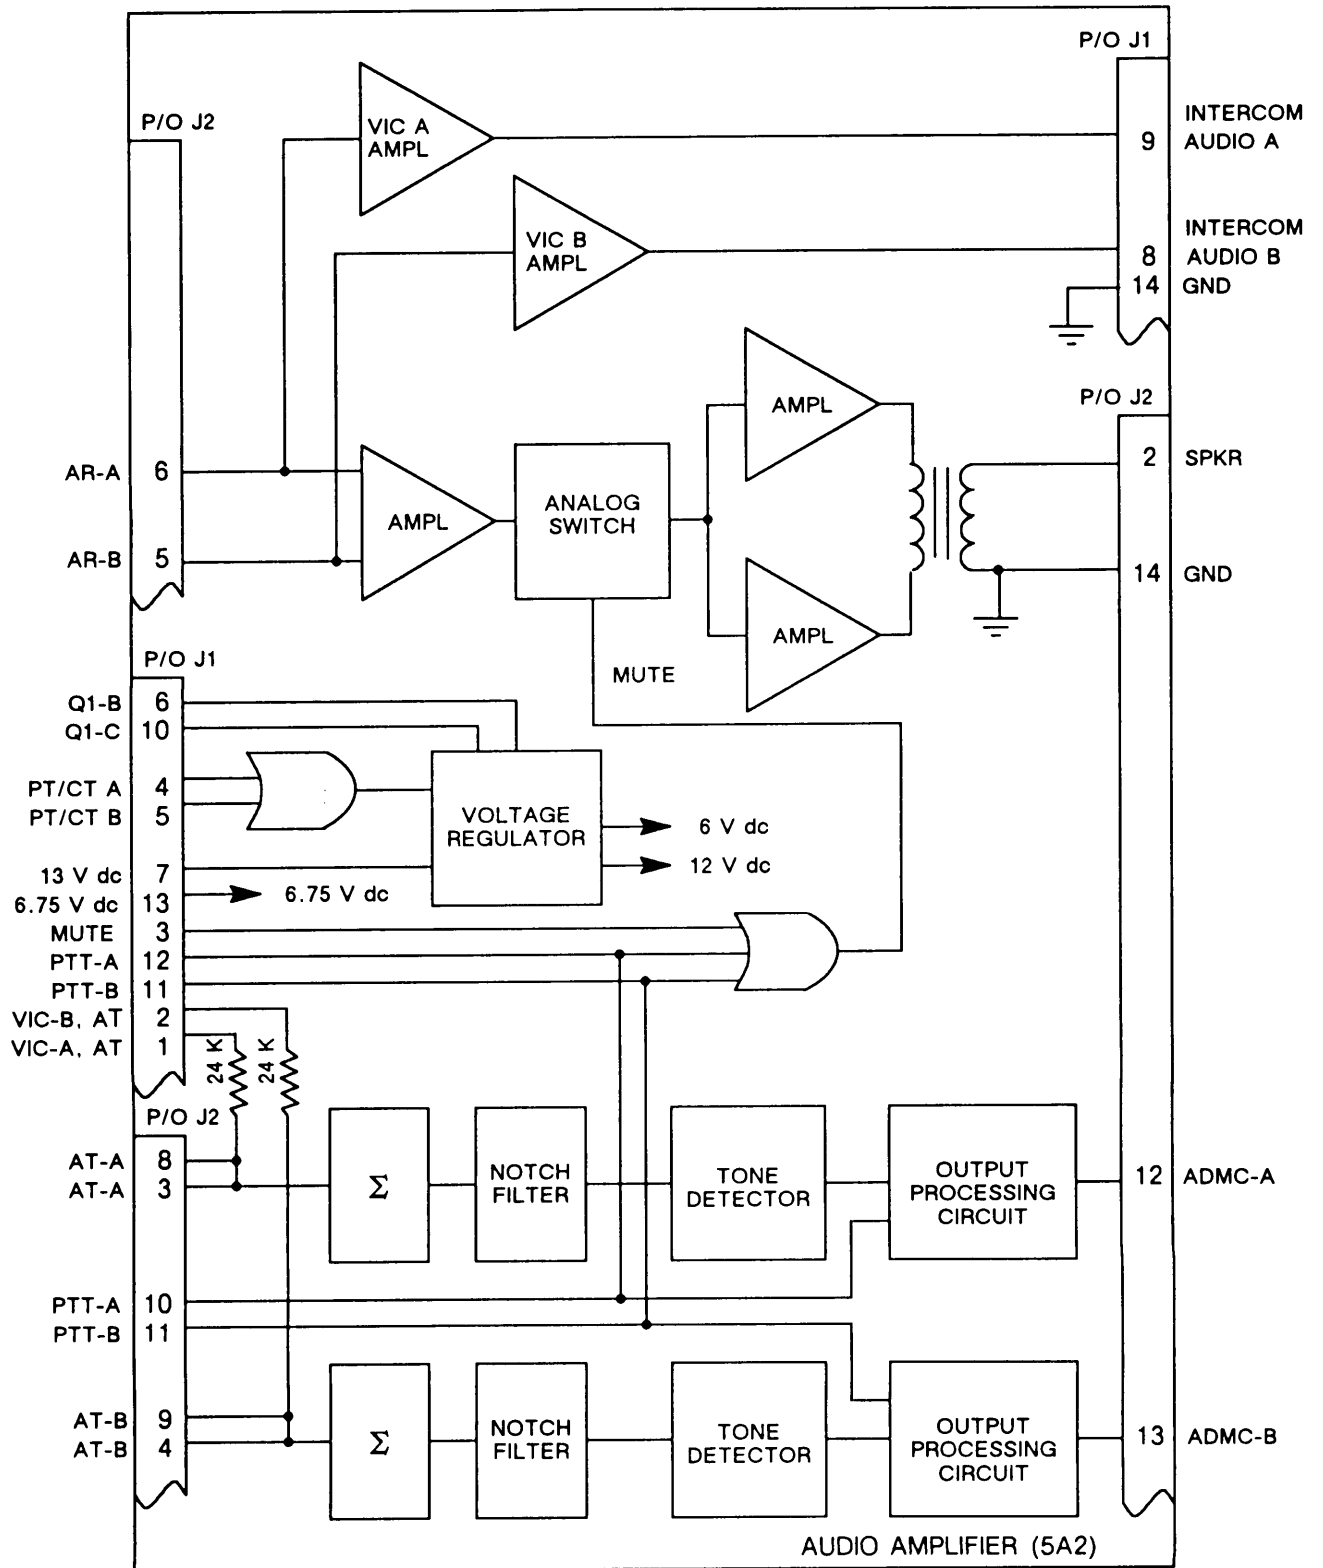 P/O J1
P/O J2
VIC A
AMPL
9
INTERCOM
AUDIO A
VIC B
AMPL
8
INTERCOM
AUDIO B
14 GND
P/O J2
AMPL
2 SPKR
AR-A 6
AMPL
ANALOG
SWITCH
AR-B 5
14 GND
AMPL
P/O J1
MUTE
Q1-B 6
Q1-C 10
PT/CT A 4
PT/CT B 5
VOLTAGE
REGULATOR
6 V dc
12 V dc
13 V dc 7
6.75 V dc 13
6.75 V dc
MUTE 3
PTT-A 12
PTT-B 11
VIC-B, AT 2
VIC-A, AT 1
24 K
24 K
P/O J2
AT-A 8
AT-A 3
Σ
NOTCH
FILTER
TONE
DETECTOR
OUTPUT
PROCESSING
CIRCUIT
12 ADMC-A
PTT-A 10
PTT-B 11
AT-B 9
AT-B 4
Σ
NOTCH
FILTER
TONE
DETECTOR
OUTPUT
PROCESSING
CIRCUIT
13 ADMC-B
AUDIO AMPLIFIER (5A2)